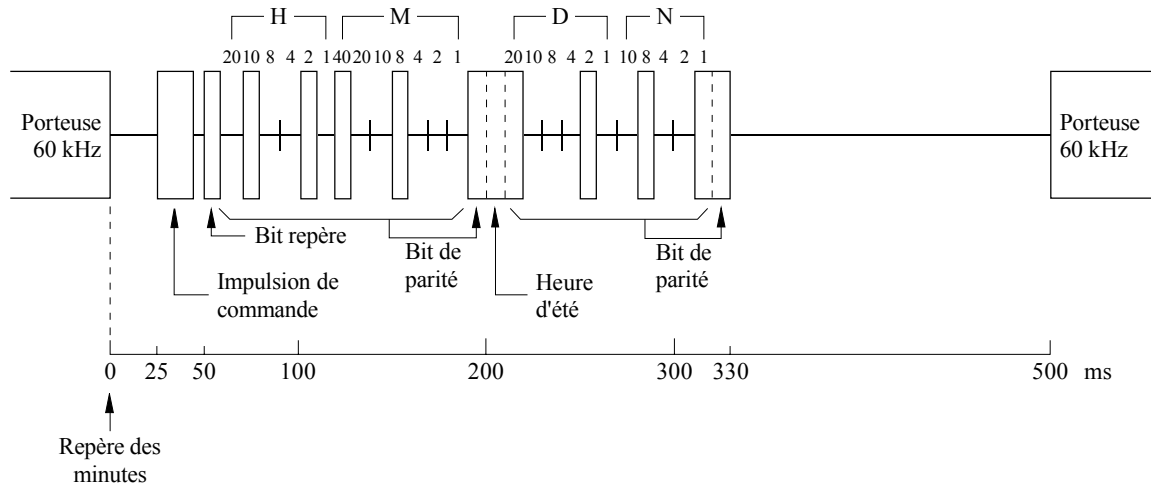 H M D N
20 10 8 4 2 1 40 20 10 8 4 2 1 20 10 8 4 2 1 10 8 4 2 1
Porteuse
60 kHz
Porteuse
60 kHz
Bit repère
Bit de
parité
Bit de
parité
Impulsion de
commande
Heure
d'été
0 25 50 100 200 300 330 500 ms
Repère des
minutes